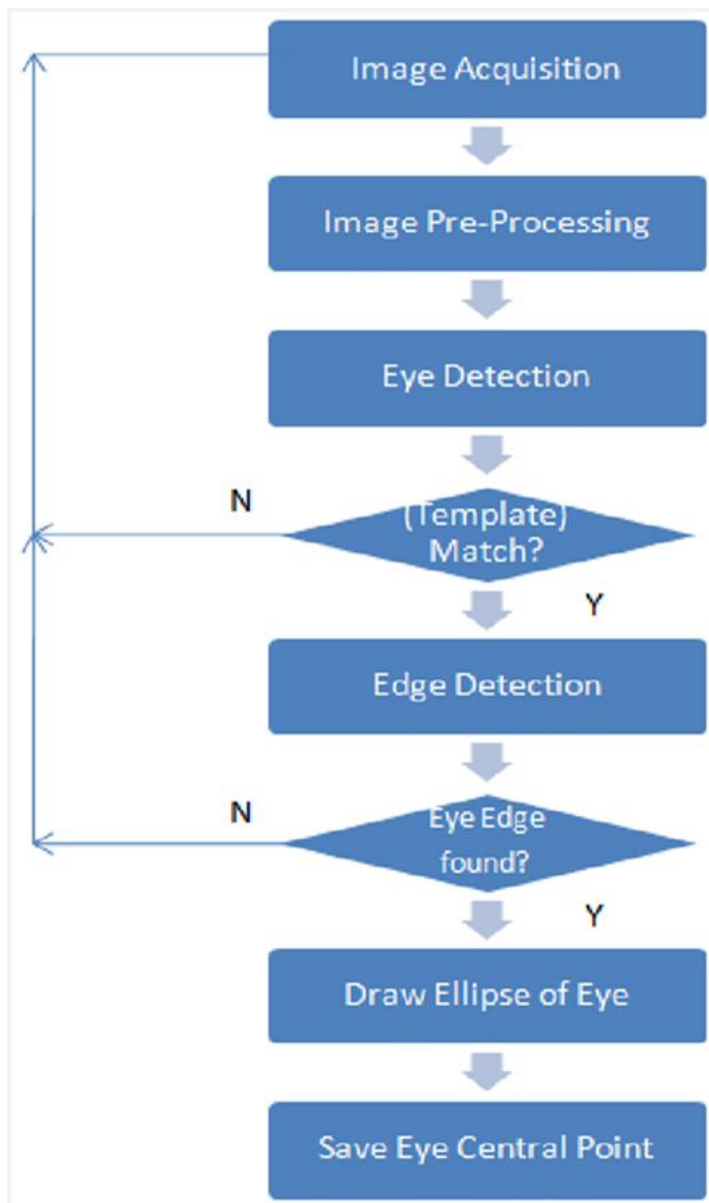 Image Acquisition
Image Pre-Processing
Eye Detection
N
(Template)
Match?
Y
Edge Detection
N
Eye Edge
found?
Y
Draw Ellipse of Eye
Save Eye Central Point